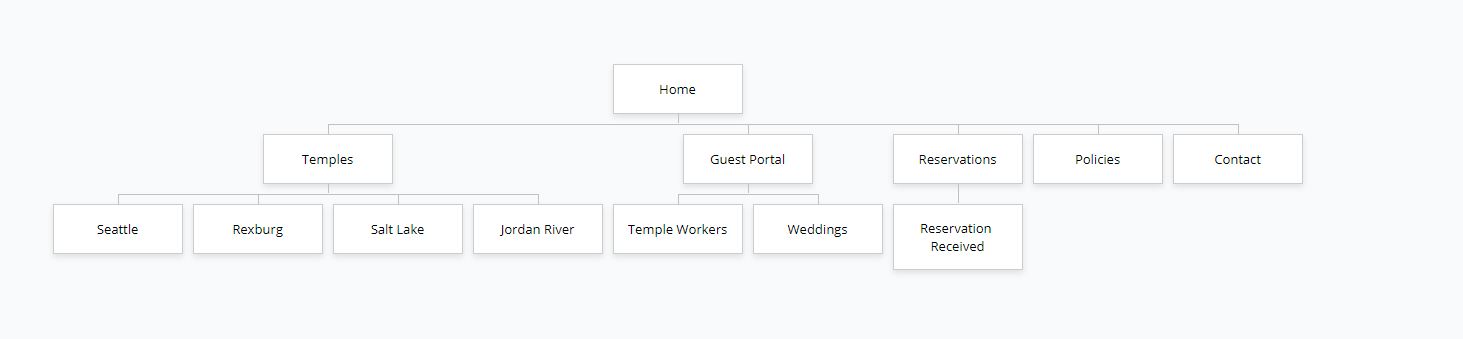 Home
Temples
Guest Portal
Reservations
Policies
Contact
Seattle
Rexburg
Salt Lake
Jordan River
Temple Workers
Weddings
Reservation
Received